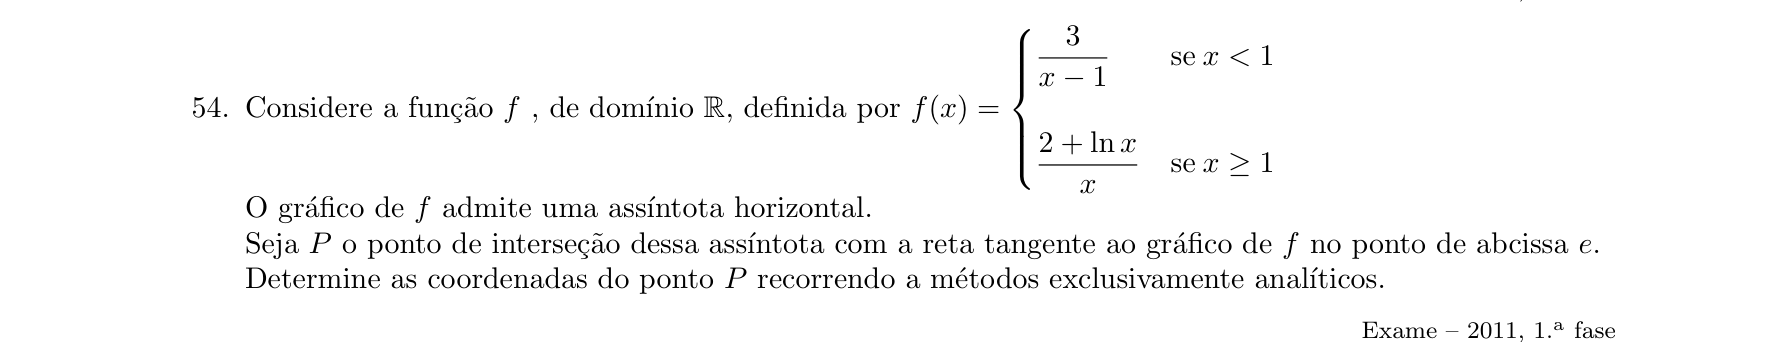 54. Considere a função f , de domínio ℝ, definida por f(x) = { 3/(x − 1) se x < 1
(2 + ln x)/x se x ≥ 1
O gráfico de f admite uma assíntota horizontal.
Seja P o ponto de interseção dessa assíntota com a reta tangente ao gráfico de f no ponto de abcissa e.
Determine as coordenadas do ponto P recorrendo a métodos exclusivamente analíticos.
Exame – 2011, 1.ª fase